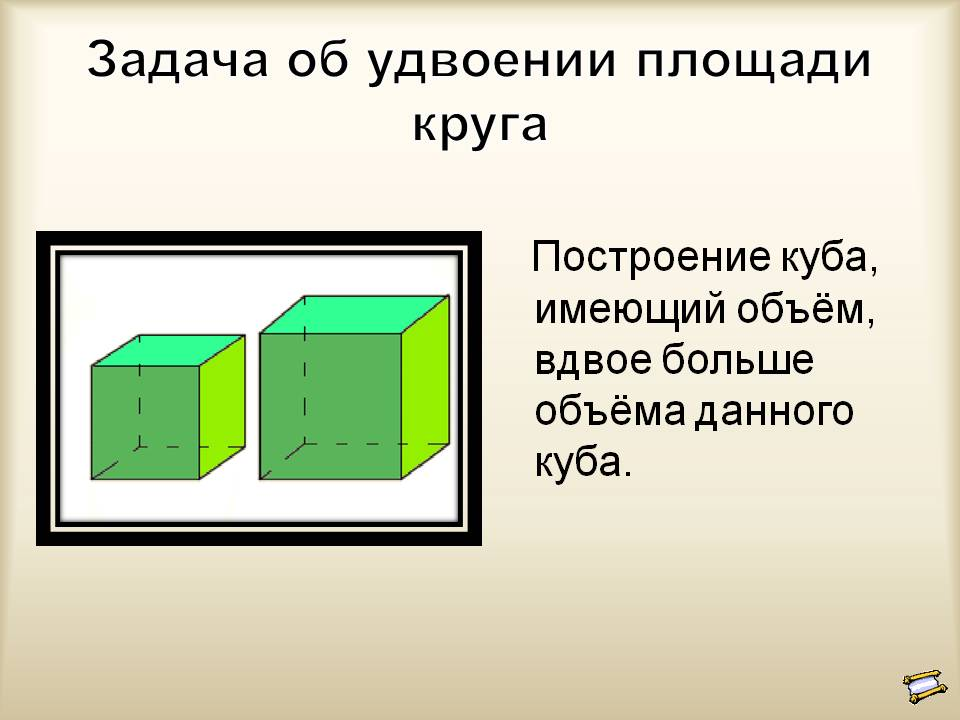 Задача об удвоении площади
круга
Построение куба,
имеющий объём,
вдвое больше
объёма данного
куба.